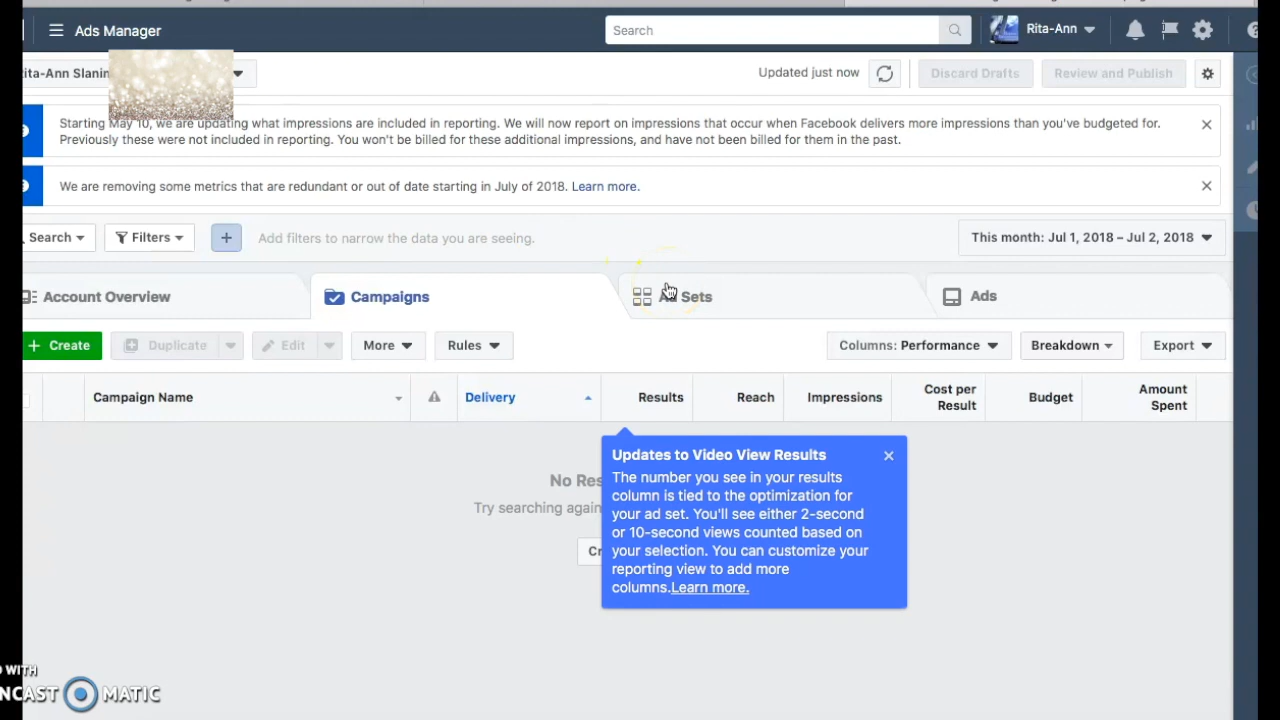 Ads Manager
Search
Rita-Ann
ita-Ann Slanin
Updated just now
Discard Drafts
Review and Publish
Starting May 10, we are updating what impressions are included in reporting. We will now report on impressions that occur when Facebook delivers more impressions than you've budgeted for.
Previously these were not included in reporting. You won't be billed for these additional impressions, and have not been billed for them in the past.
We are removing some metrics that are redundant or out of date starting in July of 2018. Learn more.
Search
Filters
+
Add filters to narrow the data you are seeing.
This month: Jul 1, 2018 – Jul 2, 2018
Account Overview
Campaigns
Ad Sets
Ads
+ Create
Duplicate
Edit
More
Rules
Columns: Performance
Breakdown
Export
Campaign Name
Delivery
Results
Reach
Impressions
Cost per
Result
Budget
Amount
Spent
No Res
Try searching again
Cr
Updates to Video View Results
The number you see in your results
column is tied to the optimization for
your ad set. You'll see either 2-second
or 10-second views counted based on
your selection. You can customize your
reporting view to add more
columns.Learn more.
D WITH
NCAST MATIC